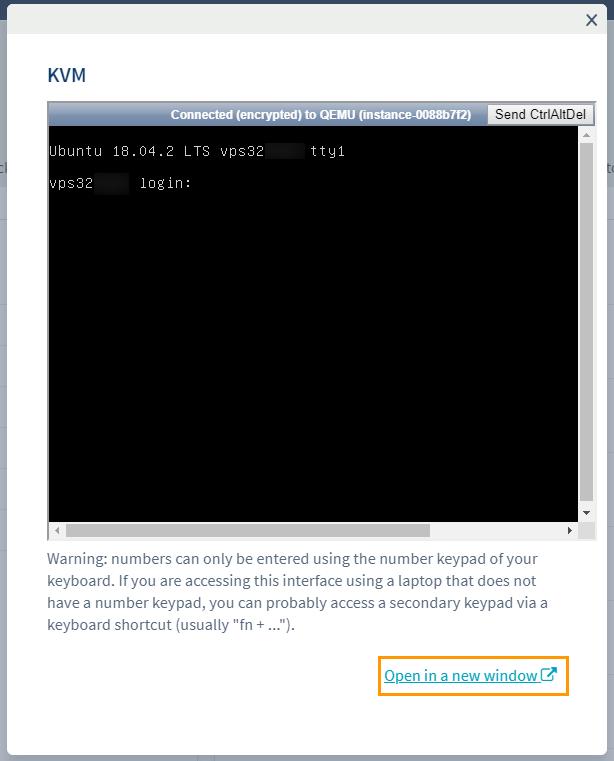 KVM
Connected (encrypted) to QEMU (instance-0088b7f2)
Send CtrlAltDel
Ubuntu 18.04.2 LTS vps32 tty1
vps32 login:
Warning: numbers can only be entered using the number keypad of your
keyboard. If you are accessing this interface using a laptop that does not
have a number keypad, you can probably access a secondary keypad via a
keyboard shortcut (usually "fn + ...").
Open in a new window